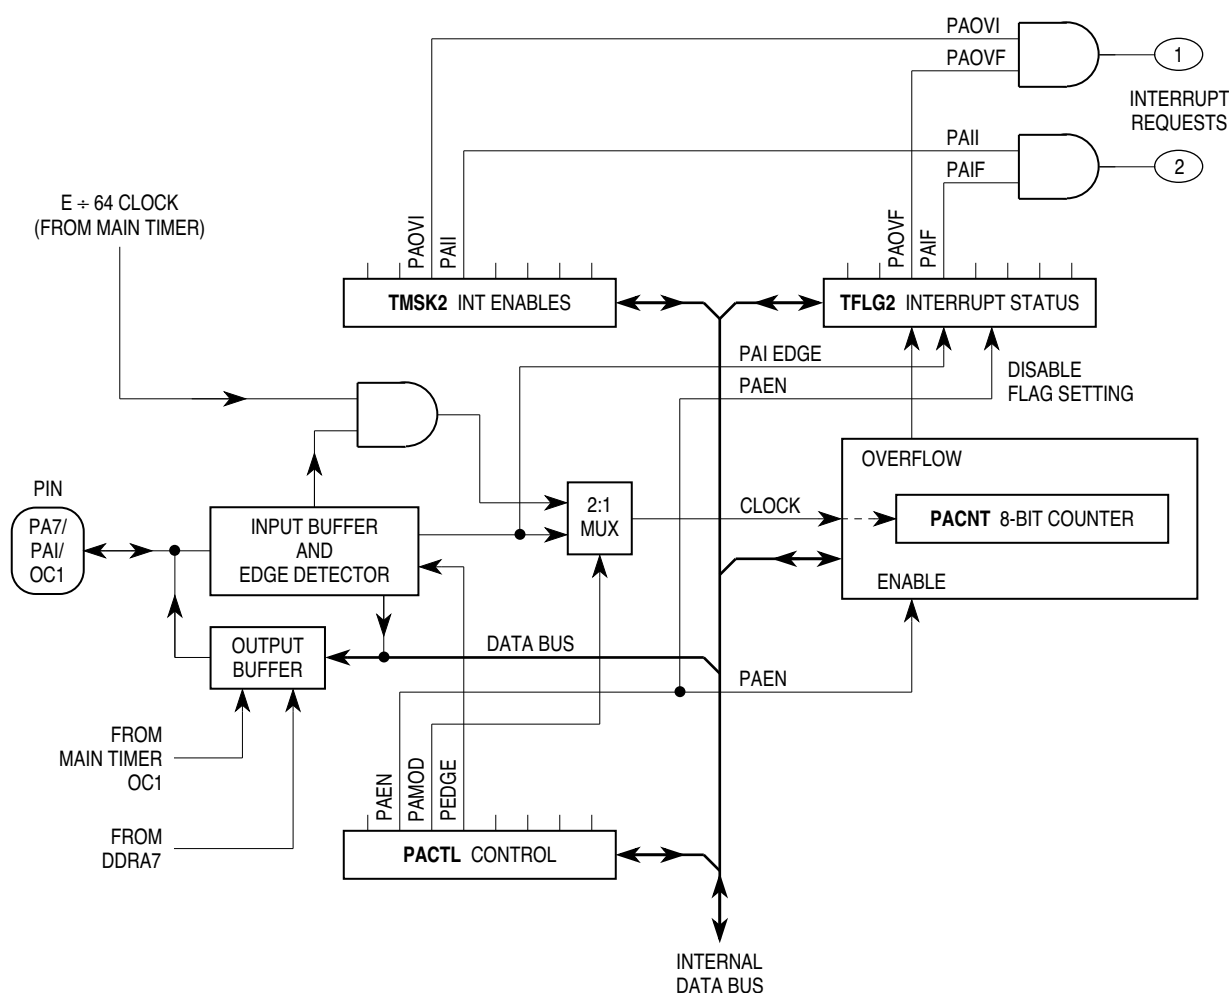 PAOVI
PAOVF
1
INTERRUPT
REQUESTS
PAII
PAIF
2
E ÷ 64 CLOCK
(FROM MAIN TIMER)
PAOVI
PAII
PAOVF
PAIF
TMSK2 INT ENABLES
TFLG2 INTERRUPT STATUS
PAI EDGE
PAEN
DISABLE
FLAG SETTING
OVERFLOW
PIN
PA7/
PAI/
OC1
INPUT BUFFER
AND
EDGE DETECTOR
2:1
MUX
CLOCK
PACNT 8-BIT COUNTER
ENABLE
OUTPUT
BUFFER
DATA BUS
PAEN
FROM
MAIN TIMER
OC1
FROM
DDRA7
PAEN
PAMOD
PEDGE
PACTL CONTROL
INTERNAL
DATA BUS